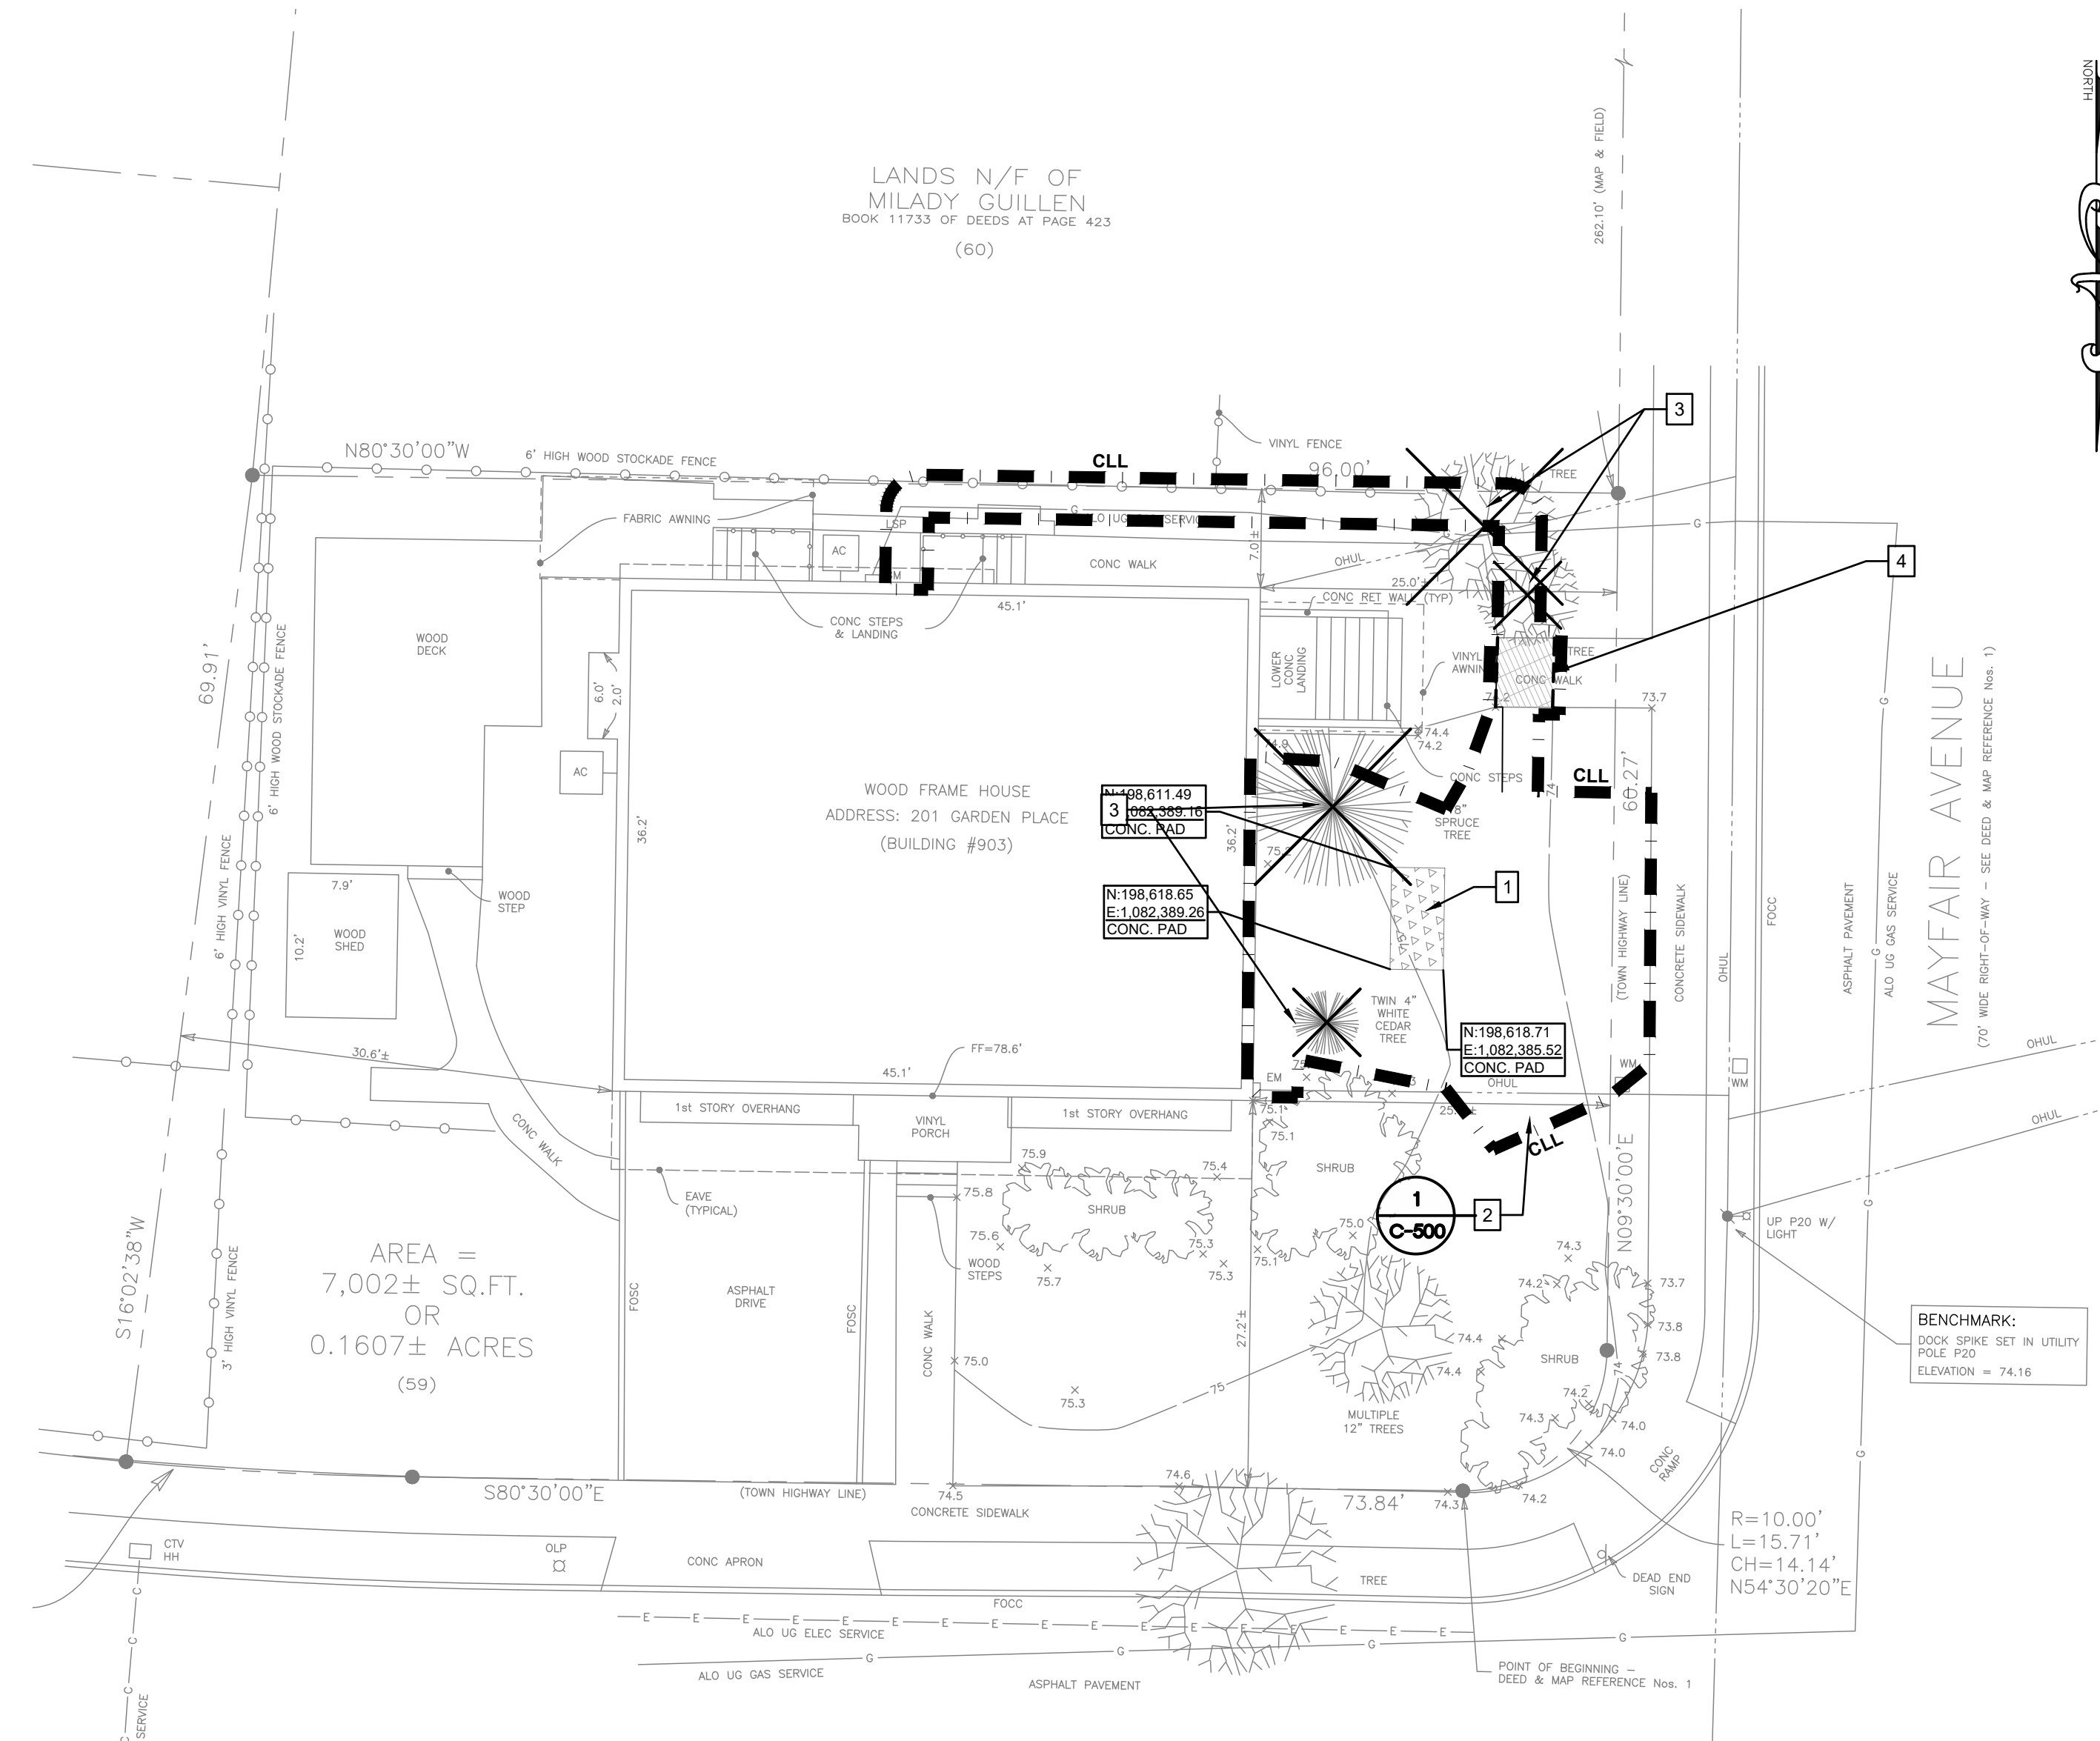 NORTH
LANDS N/F OF
MILADY GUILLEN
BOOK 11733 OF DEEDS AT PAGE 423
(60)
262.10' (MAP & FIELD)
3
N80°30'00"W
6' HIGH WOOD STOCKADE FENCE
CLL
VINYL FENCE
96.00'
TREE
FABRIC AWNING
LSP
G
G
AC
CONC WALK
7.0'±
OHUL
4
25.0'±
CONC RET WALL (TYP)
45.1'
CONC STEPS
& LANDING
WOOD
DECK
6.0'
2.0'
LOWER
CONC
LANDING
VINYL
AWNING
TREE
CONC WALK
69.91'
6' HIGH WOOD STOCKADE FENCE
74.2
73.7
74.4
74.2
74.9
G
AC
CONC STEPS
CLL
74
60.27'
WOOD FRAME HOUSE
ADDRESS: 201 GARDEN PLACE
(BUILDING #903)
N:198,611.49
3
CONC. PAD
SPRUCE
TREE
36.2'
36.2'
75.2
1
MAYFAIR AVENUE
(70' WIDE RIGHT-OF-WAY - SEE DEED & MAP REFERENCE Nos. 1)
6' HIGH VINYL FENCE
7.9'
WOOD
STEP
10.2'
WOOD
SHED
N:198,618.65
E:1,082,389.26
CONC. PAD
(TOWN HIGHWAY LINE)
CONCRETE SIDEWALK
OHUL
FOCC
ASPHALT PAVEMENT
ALO UG GAS SERVICE
G
TWIN 4"
WHITE
CEDAR
TREE
N:198,618.71
E:1,082,385.52
CONC. PAD
30.6'±
FF=78.6'
45.1'
EM
OHUL
WM
WM
OHUL
OHUL
1st STORY OVERHANG
VINYL
PORCH
1st STORY OVERHANG
75.1
75.1
CLL
CONC WALK
75.9
75.4
SHRUB
EAVE
(TYPICAL)
75.8
SHRUB
1
C-500
2
N09°30'00"E
G
UP P20 W/
LIGHT
75.6
75.3
75.0
75.1
74.3
WOOD
STEPS
75.7
75.3
S16°02'38"W
AREA =
7,002± SQ.FT.
OR
0.1607± ACRES
(59)
3' HIGH VINYL FENCE
FOSC
ASPHALT
DRIVE
FOSC
CONC WALK
27.2'±
74.2
73.7
73.8
74.4
73.8
BENCHMARK:
DOCK SPIKE SET IN UTILITY
POLE P20
ELEVATION = 74.16
75.0
74.4
SHRUB
75
75.3
74
74.2
MULTIPLE
12" TREES
74.3
74.0
74.0
CONC
RAMP
G
S80°30'00"E
(TOWN HIGHWAY LINE)
74.5
74.6
CONCRETE SIDEWALK
73.84'
74.3
74.2
R=10.00'
L=15.71'
CH=14.14'
N54°30'20"E
CTV
HH
OLP
CONC APRON
TREE
DEAD END
SIGN
FOCC
C
E E E E E E E E E E E E E E E E E
ALO UG ELEC SERVICE
C
G
G
G
G
ALO UG GAS SERVICE
ASPHALT PAVEMENT
POINT OF BEGINNING -
DEED & MAP REFERENCE Nos. 1
C
SERVICE